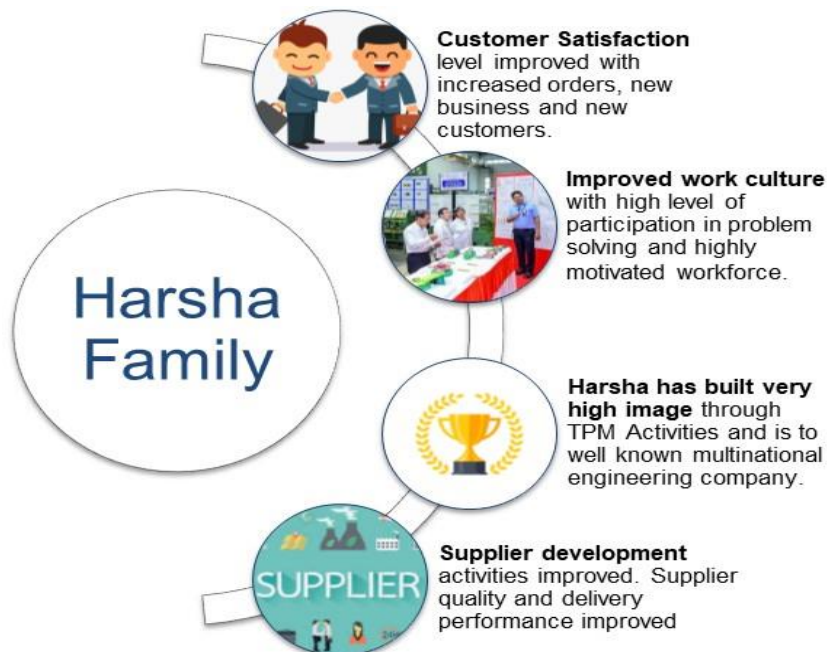 Customer Satisfaction
level improved with
increased orders, new
business and new
customers.
Improved work culture
with high level of
participation in problem
solving and highly
motivated workforce.
Harsha
Family
Harsha has built very
high image through
TPM Activities and is to
well known multinational
engineering company.
SUPPLIER
Supplier development
activities improved. Supplier
quality and delivery
performance improved